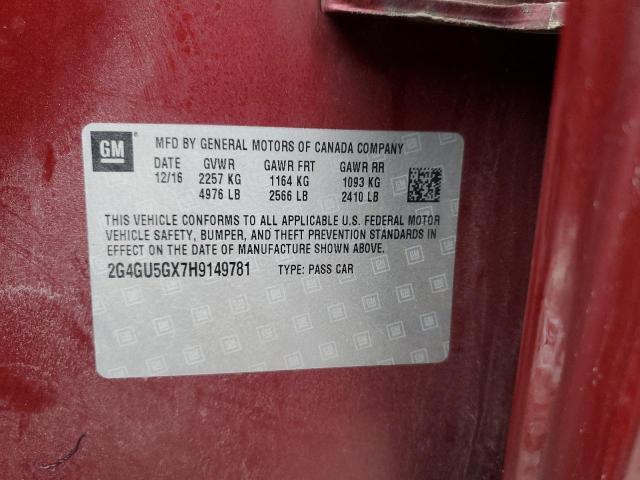 GM
MFD BY GENERAL MOTORS OF CANADA COMPANY
DATE GVWR GAWR FRT GAWR RR
12/16 2257 KG 1164 KG 1093 KG
4976 LB 2566 LB 2410 LB
THIS VEHICLE CONFORMS TO ALL APPLICABLE U.S. FEDERAL MOTOR
VEHICLE SAFETY, BUMPER, AND THEFT PREVENTION STANDARDS IN
EFFECT ON THE DATE OF MANUFACTURE SHOWN ABOVE.
2G4GU5GX7H9149781 TYPE: PASS CAR